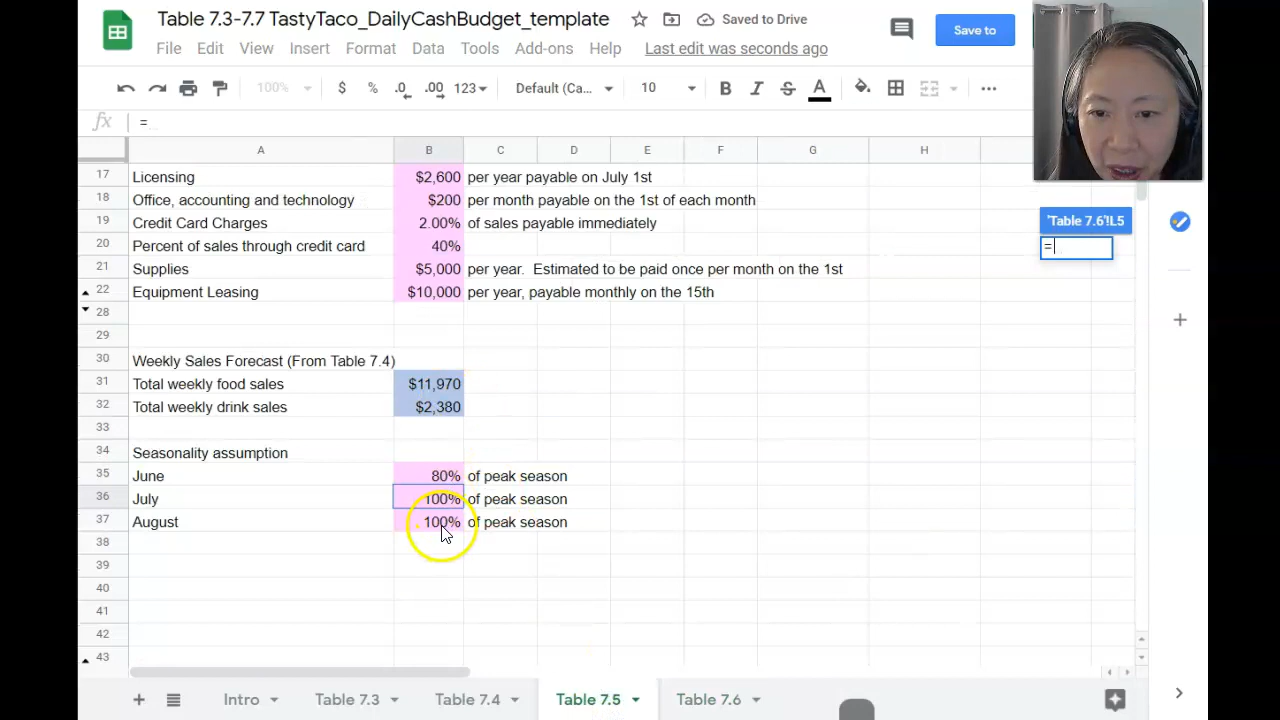 Table 7.3-7.7 TastyTaco_DailyCashBudget_template Saved to Drive
File Edit View Insert Format Data Tools Add-ons Help Last edit was seconds ago
Save to
100% $ % .0 .00 123 Default (Ca... 10 B I S A
fx =
A B C D E F G H
17 Licensing $2,600 per year payable on July 1st
18 Office, accounting and technology $200 per month payable on the 1st of each month
19 Credit Card Charges 2.00% of sales payable immediately
20 Percent of sales through credit card 40%
21 Supplies $5,000 per year. Estimated to be paid once per month on the 1st
22 Equipment Leasing $10,000 per year, payable monthly on the 15th
28
29
30 Weekly Sales Forecast (From Table 7.4)
31 Total weekly food sales $11,970
32 Total weekly drink sales $2,380
33
34 Seasonality assumption
35 June 80% of peak season
36 July 100% of peak season
37 August 100% of peak season
38
39
40
41
42
43
'Table 7.6'!L5
=
Intro Table 7.3 Table 7.4 Table 7.5 Table 7.6